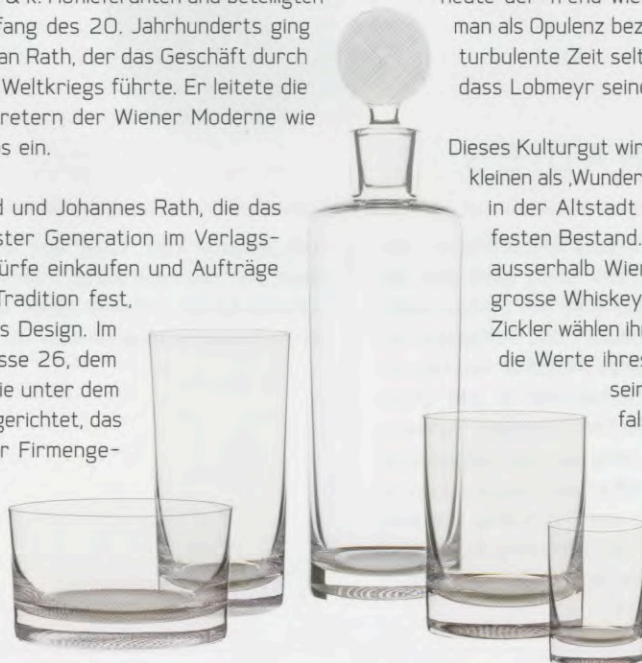 & K. Hoflieferanten und beteiligten
fang des 20. Jahrhunderts ging
an Rath, der das Geschäft durch
Weltkriegs führte. Er leitete die
retern der Wiener Moderne wie
s ein.
d und Johannes Rath, die das
ster Generation im Verlags-
ürfe einkaufen und Aufträge
Tradition fest,
s Design. Im
sse 26, dem
ie unter dem
gerichtet, das
r Firmenge-
heute der Trend wie
man als Opulenz bez
turbulente Zeit selt
dass Lobmeyr seine
Dieses Kulturgut wir
kleinen als ‚Wunder
in der Altstadt
festen Bestand.
ausserhalb Wien
grosse Whiskey
Zickler wählen ih
die Werte ihres
sein
fal